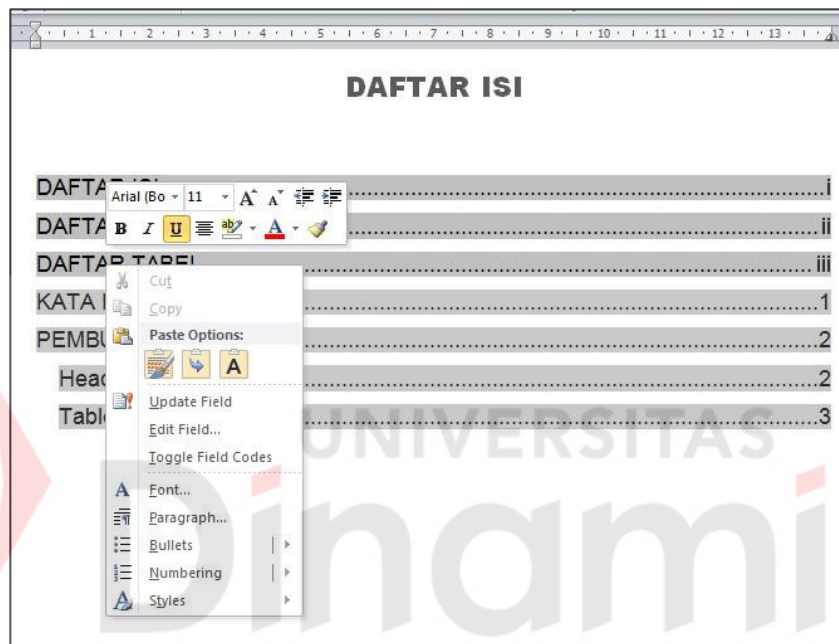 1 2 3 4 5 6 7 8 9 10 11 12 13
DAFTAR ISI
DAFTAR ISI i
Arial (Bo 11 A A
DAFTA ii
B I U ab A
DAFTAR TABEL iii
Cut
KATA 1
Copy
PEMBU 2
Paste Options:
A
Head 2
Update Field
Tabl 3
Edit Field...
Toggle Field Codes
A Font...
Paragraph...
Bullets
Numbering
Styles
UNIVERSITAS
Dinami